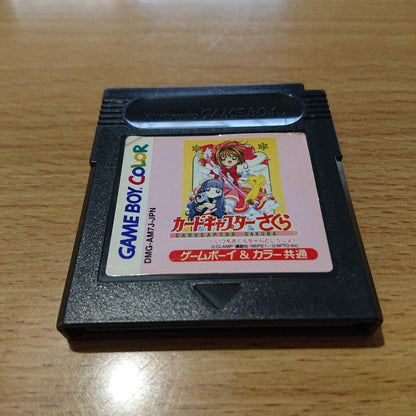 Nintendo GAME BOY
GAME BOY COLOR
DMG-AM7J-JPN
カードキャプターさくら
CARDCAPTOR SAKURA
〜いつもさくらちゃんといっしょ〜
©CLAMP・講談社・NEP21/©MTO Inc.
ゲームボーイ&カラー共通